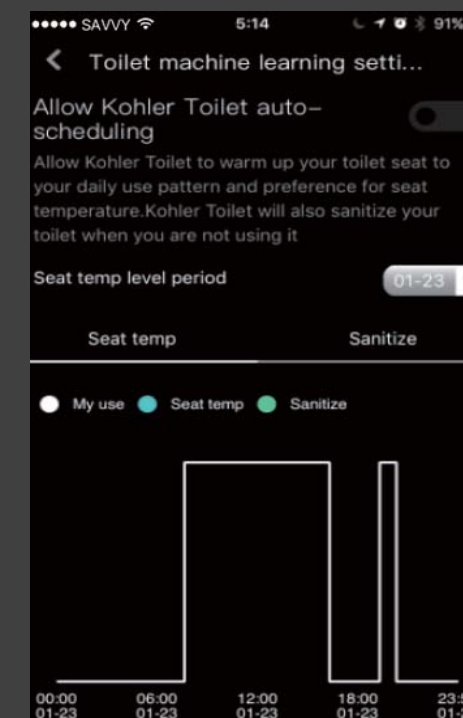 SAVVY 5:14 91%
Toilet machine learning setti...
Allow Kohler Toilet auto-
scheduling
Allow Kohler Toilet to warm up your toilet seat to
your daily use pattern and preference for seat
temperature.Kohler Toilet will also sanitize your
toilet when you are not using it
Seat temp level period 01-23
Seat temp Sanitize
My use Seat temp Sanitize
00:00 06:00 12:00 18:00
01-23 01-23 01-23 01-23